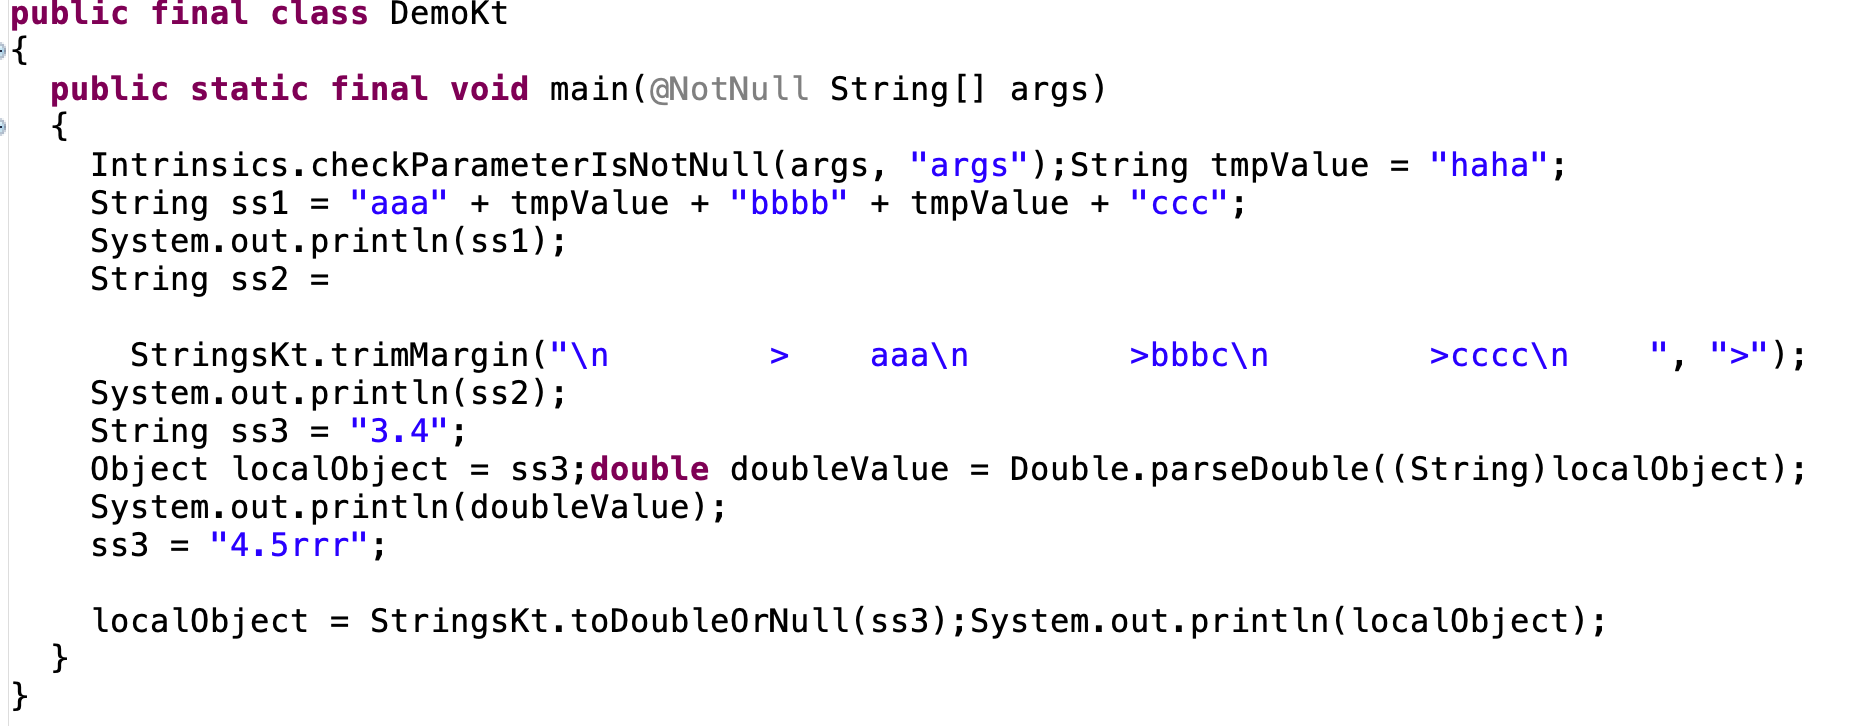 public final class DemoKt
{
  public static final void main(@NotNull String[] args)
  {
    Intrinsics.checkParameterIsNotNull(args, "args");String tmpValue = "haha";
    String ss1 = "aaa" + tmpValue + "bbbb" + tmpValue + "ccc";
    System.out.println(ss1);
    String ss2 =
      StringsKt.trimMargin("\n        >    aaa\n        >bbbc\n        >cccc\n    ", ">");
    System.out.println(ss2);
    String ss3 = "3.4";
    Object localObject = ss3;double doubleValue = Double.parseDouble((String)localObject);
    System.out.println(doubleValue);
    ss3 = "4.5rrr";
    localObject = StringsKt.toDoubleOrNull(ss3);System.out.println(localObject);
  }
}